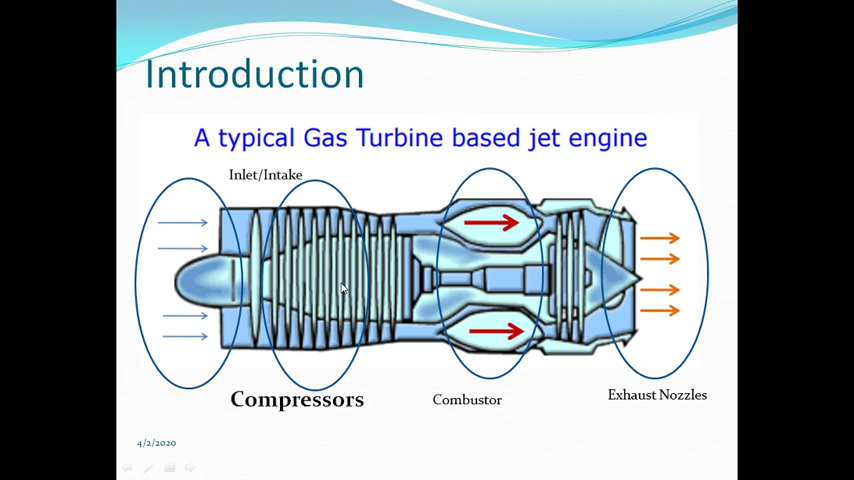 Introduction
A typical Gas Turbine based jet engine
Inlet/Intake
Compressors
Combustor
Exhaust Nozzles
4/2/2020